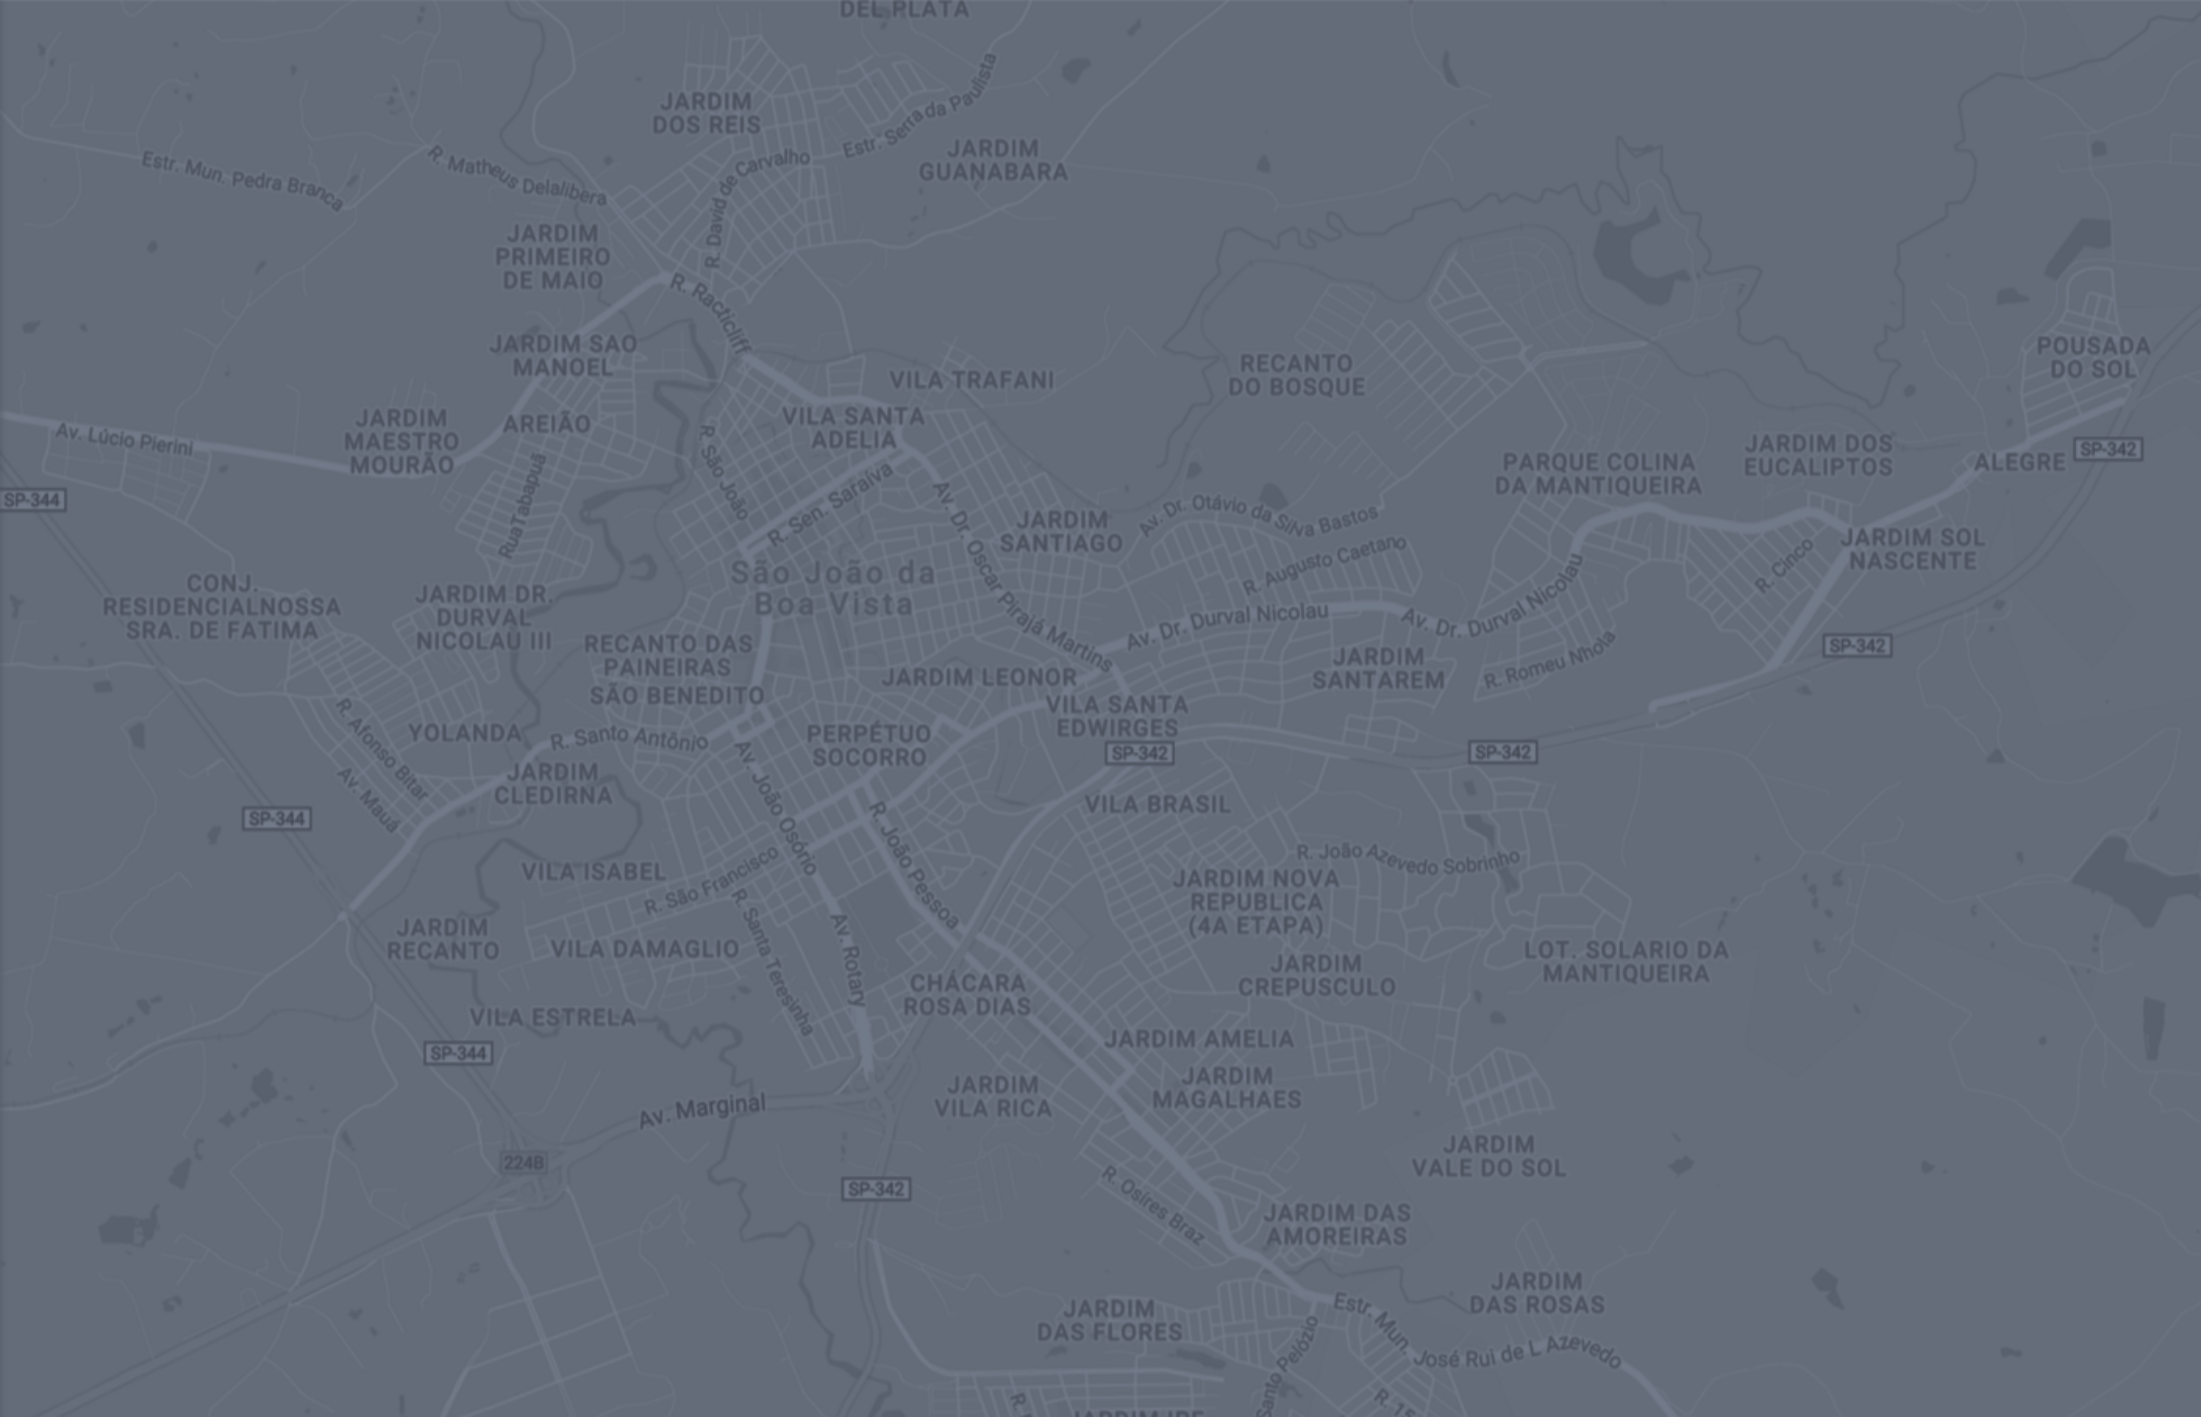 DEL PLATA
JARDIM
DOS REIS
Estr. Serra da Paulista
R. David de Carvalho
JARDIM
GUANABARA
Estr. Mun. Pedra Branca
R. Matheus Delalibera
JARDIM
PRIMEIRO
DE MAIO
R. Racticliff
JARDIM SAO
MANOEL
VILA TRAFANI
RECANTO
DO BOSQUE
POUSADA
DO SOL
JARDIM
MAESTRO
MOURÃO
AREIÃO
VILA SANTA
ADELIA
Av. Lúcio Pierini
R. São João
JARDIM DOS
EUCALIPTOS
SP-342
ALEGRE
PARQUE COLINA
DA MANTIQUEIRA
SP-344
Rua Tabapuã
R. Sen. Saraiva
Av. Dr. Oscar Pirajá Martins
JARDIM
SANTIAGO
Av. Dr. Otávio da Silva Bastos
R. Augusto Caetano
JARDIM SOL
NASCENTE
R. Cinco
São João da
Boa Vista
CONJ.
RESIDENCIALNOSSA
SRA. DE FATIMA
JARDIM DR.
DURVAL
NICOLAU III
Av. Dr. Durval Nicolau
Av. Dr. Durval Nicolau
RECANTO DAS
PAINEIRAS
SP-342
JARDIM
SANTAREM
R. Romeu Nhola
JARDIM LEONOR
SÃO BENEDITO
VILA SANTA
EDWIRGES
R. Afonso Bitar
YOLANDA
R. Santo Antônio
PERPÉTUO
SOCORRO
SP-342
SP-342
Av. Mauá
JARDIM
CLEDIRNA
Av. João Osório
VILA BRASIL
SP-344
R. João Pessoa
R. João Azevedo Sobrinho
VILA ISABEL
R. São Francisco
JARDIM NOVA
REPUBLICA
(4A ETAPA)
R. Santa Teresinha
Av. Rotary
JARDIM
RECANTO
VILA DAMAGLIO
LOT. SOLARIO DA
MANTIQUEIRA
JARDIM
CREPUSCULO
CHÁCARA
ROSA DIAS
VILA ESTRELA
JARDIM AMELIA
SP-344
JARDIM
VILA RICA
JARDIM
MAGALHAES
Av. Marginal
JARDIM
VALE DO SOL
224B
SP-342
R. Osires Braz
JARDIM DAS
AMOREIRAS
JARDIM
DAS ROSAS
JARDIM
DAS FLORES
Estr. Mun. José Rui de L Azevedo
Santo Pelózio
R. 15
JARDIM IPE